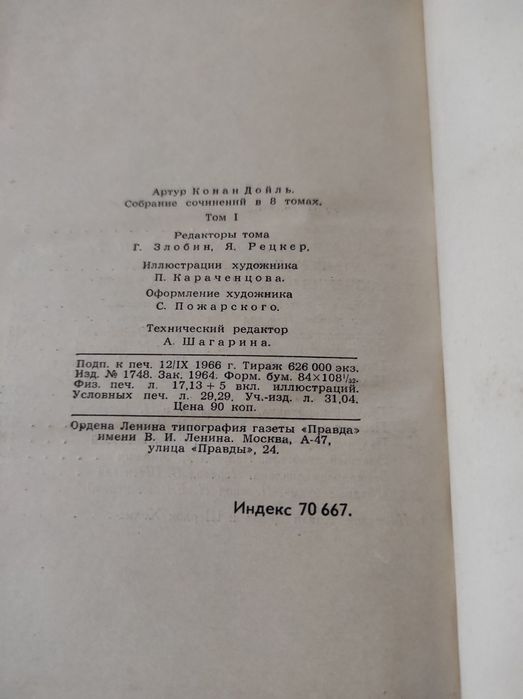 Артур Конан Дойль.
Собрание сочинений в 8 томах.
Том I
Редакторы тома
Г. Злобин, Я. Рецкер.
Иллюстрации художника
П. Караченцова.
Оформление художника
С. Пожарского.
Технический редактор
А. Шагарина.
Подп. к печ. 12/IX 1966 г. Тираж 626 000 экз.
Изд. № 1748. Зак. 1964. Форм. бум. 84×108¹/₃₂.
Физ. печ. л. 17,13+5 вкл. иллюстраций.
Условных печ. л. 29,29. Уч.-изд. л. 31,04.
Цена 90 коп.
Ордена Ленина типография газеты «Правда»
имени В. И. Ленина. Москва, А-47,
улица «Правды», 24.
Индекс 70 667.